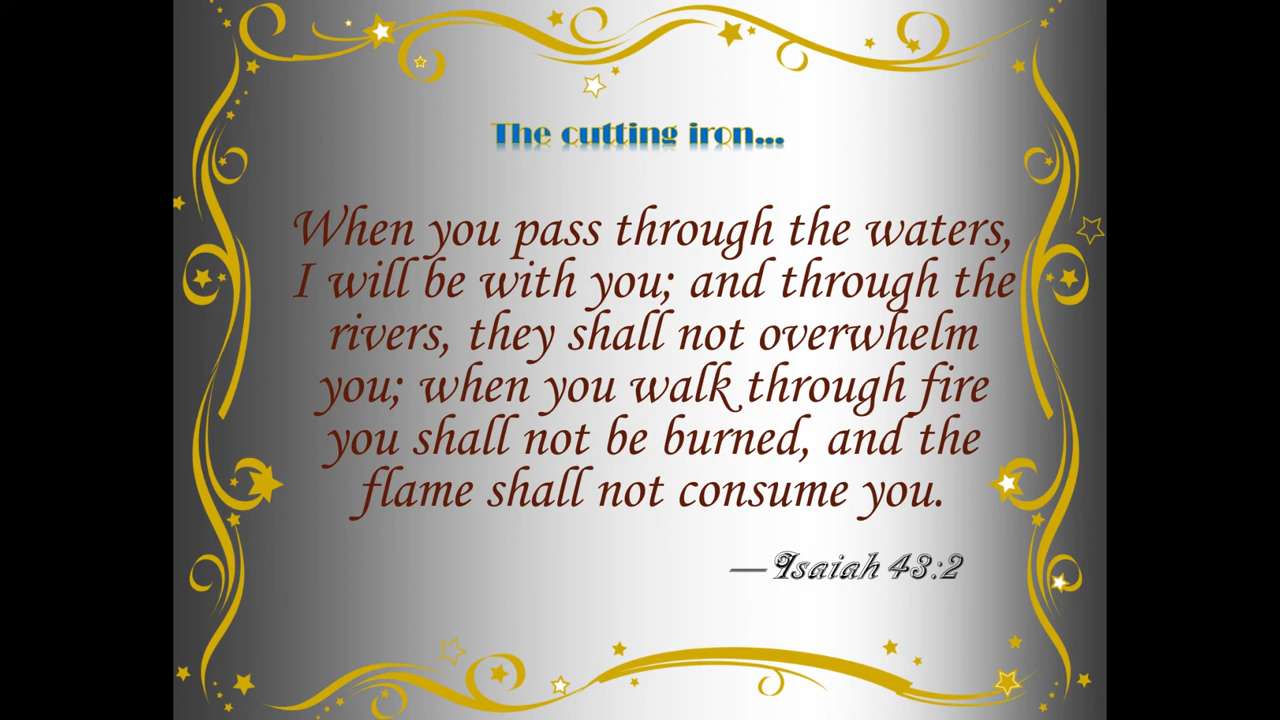 The cutting iron...
When you pass through the waters,
I will be with you; and through the
rivers, they shall not overwhelm
you; when you walk through fire
you shall not be burned, and the
flame shall not consume you.
—Isaiah 43:2